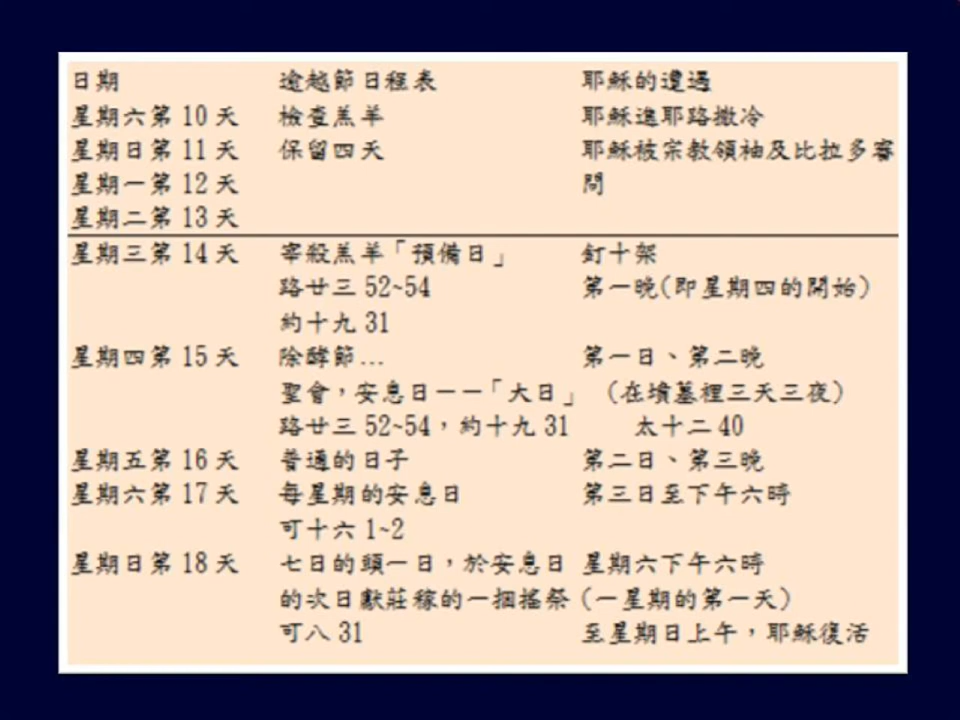 日期 逾越節日程表 耶穌的遭遇
星期六第 10 天 檢查羔羊 耶穌進耶路撒冷
星期日第 11 天 保留四天 耶穌被宗教領袖及比拉多審
星期一第 12 天 問
星期二第 13 天
星期三第 14 天 宰殺羔羊「預備日」 釘十架
路廿三 52~54 第一晚(即星期四的開始)
約十九 31
星期四第 15 天 除酵節... 第一日、第二晚
聖會，安息日－－「大日」 (在墳墓裡三天三夜)
路廿三 52~54，約十九 31 太十二 40
星期五第 16 天 普通的日子 第二日、第三晚
星期六第 17 天 每星期的安息日 第三日至下午六時
可十六 1~2
星期日第 18 天 七日的頭一日，於安息日 星期六下午六時
的次日獻莊稼的一捆搖祭 (一星期的第一天)
可八 31 至星期日上午，耶穌復活